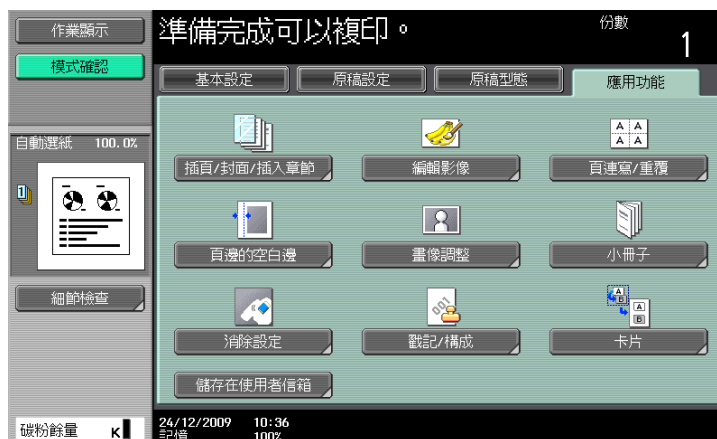 作業顯示
模式確認
準備完成可以複印。
份數
1
基本設定
原稿設定
原稿型態
應用功能
自動選紙 100.0%
1
細節檢查
碳粉餘量 K
插頁/封面/插入章節
編輯影像
A A
A A
頁連寫/重覆
頁邊的空白邊
畫像調整
小冊子
消除設定
001
戳記/構成
A
B
A
B
卡片
儲存在使用者信箱
24/12/2009 10:36
記憶 100%